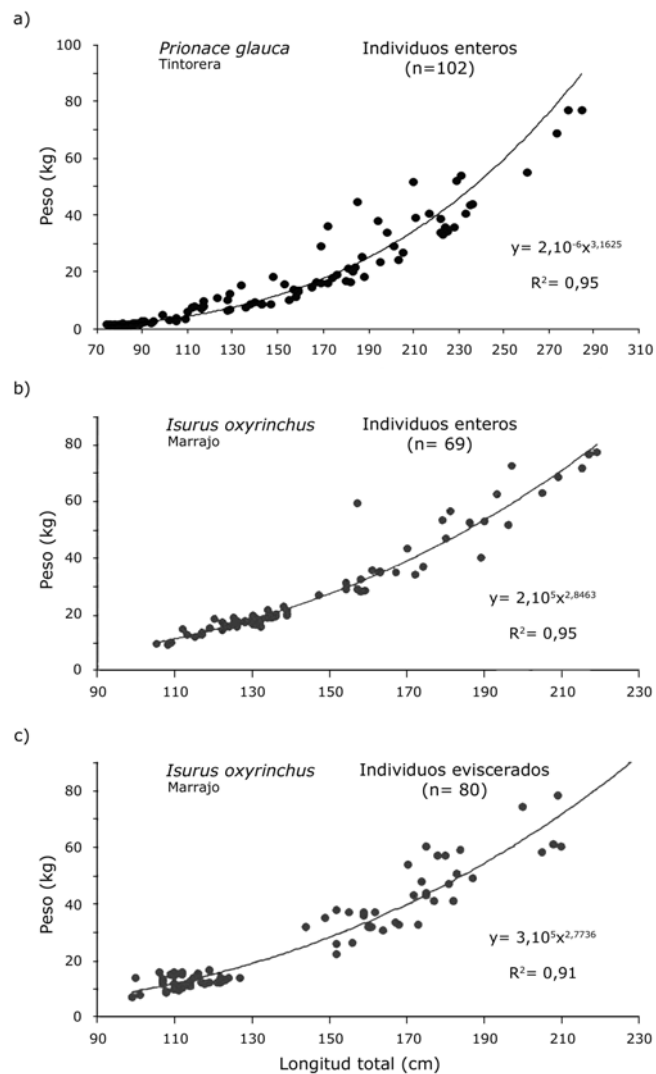 a)
Prionace glauca
Tintorera
Individuos enteros
(n=102)
Peso (kg)
100
80
60
40
20
0
y= 2,10-6x3,1625
R2= 0,95
70 90 110 130 150 170 190 210 230 250 270 290 310
b)
Isurus oxyrinchus
Marrajo
Individuos enteros
(n= 69)
Peso (kg)
80
60
40
20
0
y= 2,105x2,8463
R2= 0,95
90 110 130 150 170 190 210 230
c)
Isurus oxyrinchus
Marrajo
Individuos eviscerados
(n= 80)
Peso (kg)
80
60
40
20
0
y= 3,105x2,7736
R2= 0,91
90 110 130 150 170 190 210 230
Longitud total (cm)